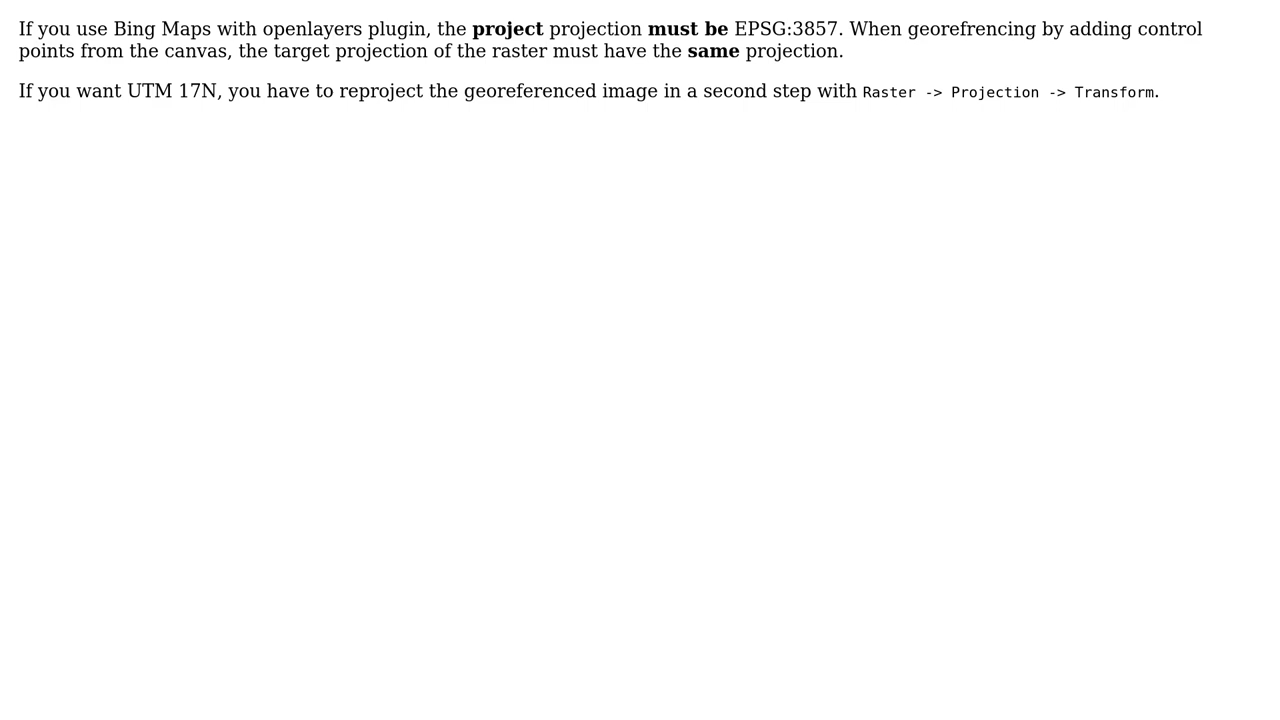 If you use Bing Maps with openlayers plugin, the project projection must be EPSG:3857. When georefrencing by adding control
points from the canvas, the target projection of the raster must have the same projection.
If you want UTM 17N, you have to reproject the georeferenced image in a second step with Raster -> Projection -> Transform.